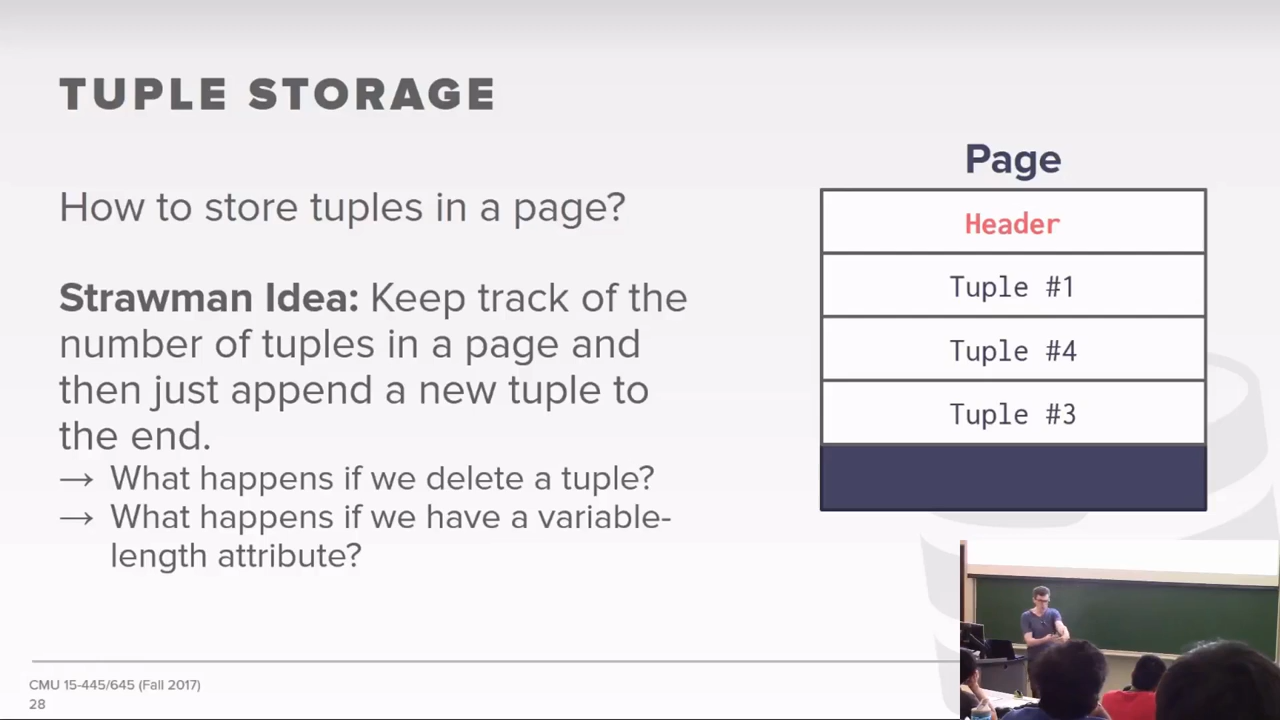 TUPLE STORAGE
How to store tuples in a page?
Strawman Idea: Keep track of the
number of tuples in a page and
then just append a new tuple to
the end.
→ What happens if we delete a tuple?
→ What happens if we have a variable-
length attribute?
Page
Header
Tuple #1
Tuple #4
Tuple #3
CMU 15-445/645 (Fall 2017)
28